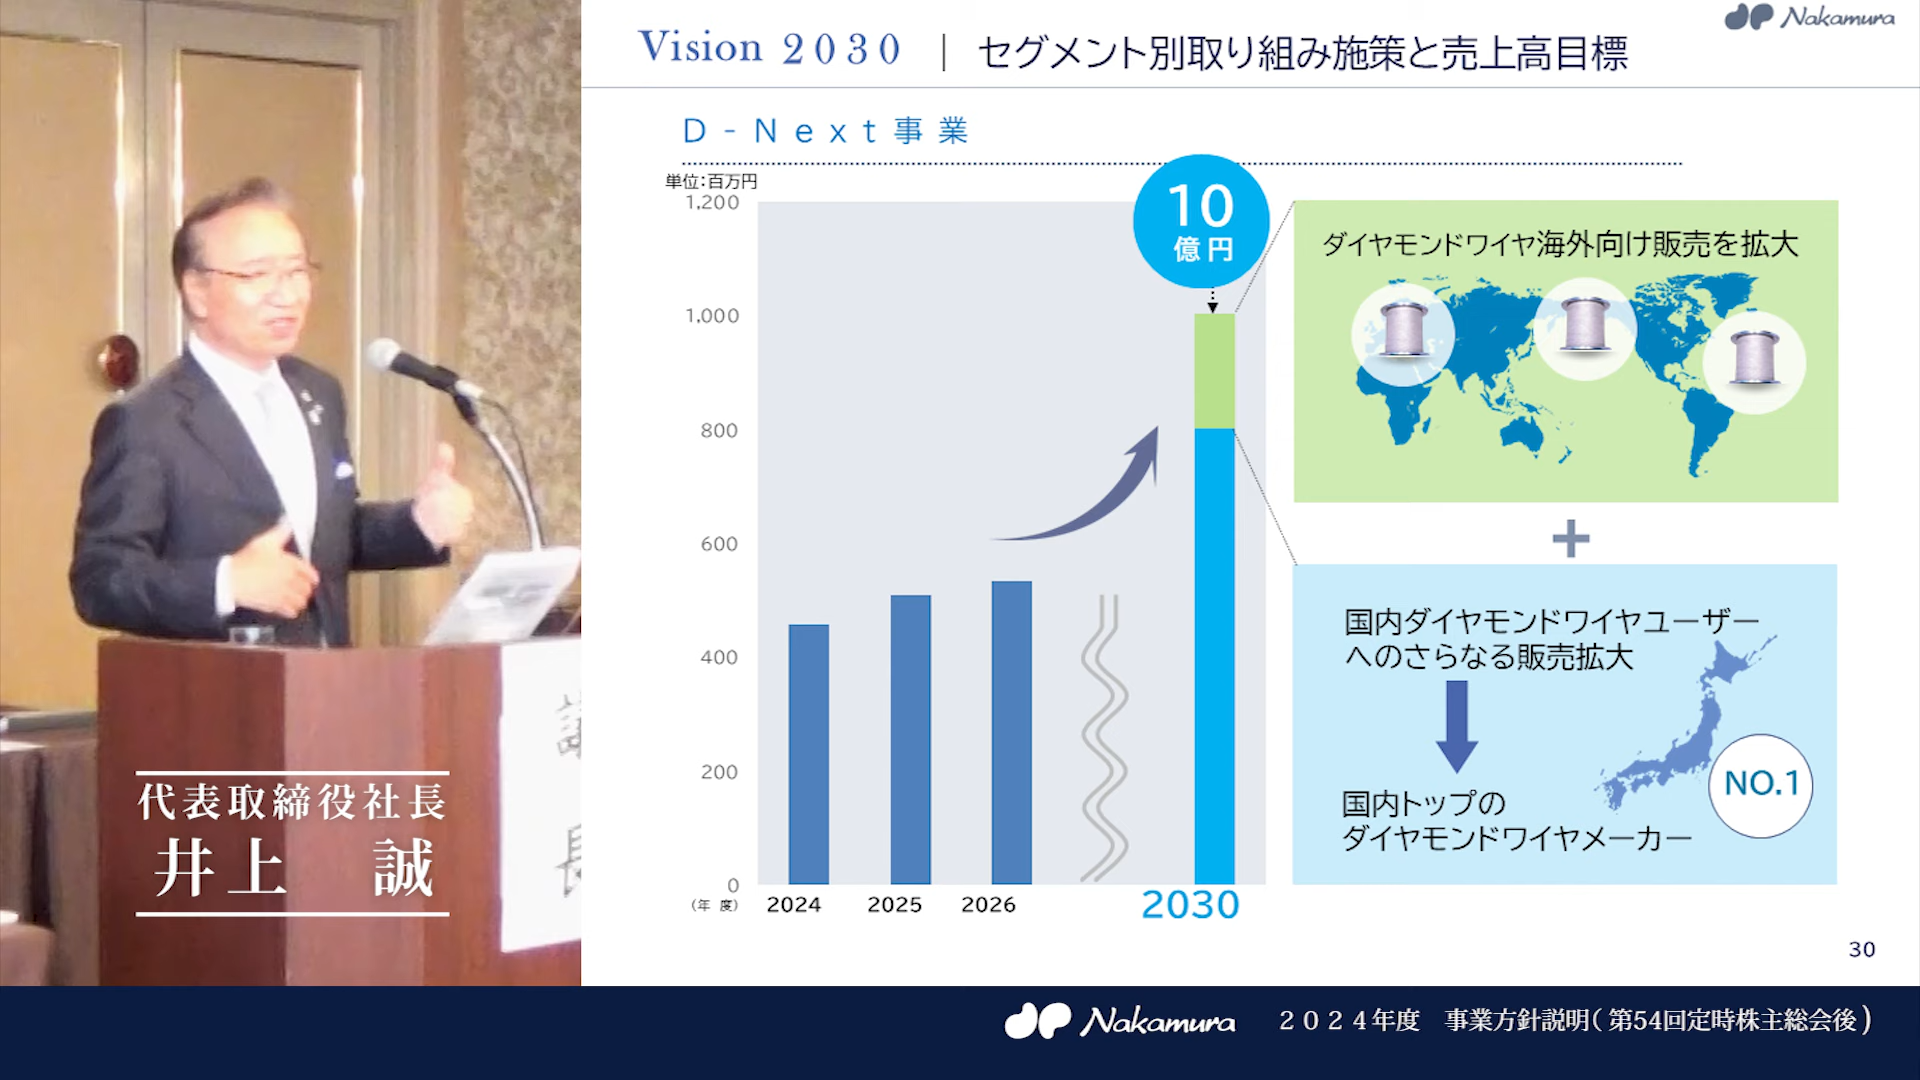 Nakamura
Vision 2030 | セグメント別取り組み施策と売上高目標
D-Next事業
単位:百万円
1,200
1,000
800
600
400
200
0
(年 度)
2024
2025
2026
2030
10
億円
ダイヤモンドワイヤ海外向け販売を拡大
+
国内ダイヤモンドワイヤユーザー
へのさらなる販売拡大
国内トップの
ダイヤモンドワイヤメーカー
NO.1
30
代表取締役社長
井上 誠
Nakamura
2024年度 事業方針説明(第54回定時株主総会後)